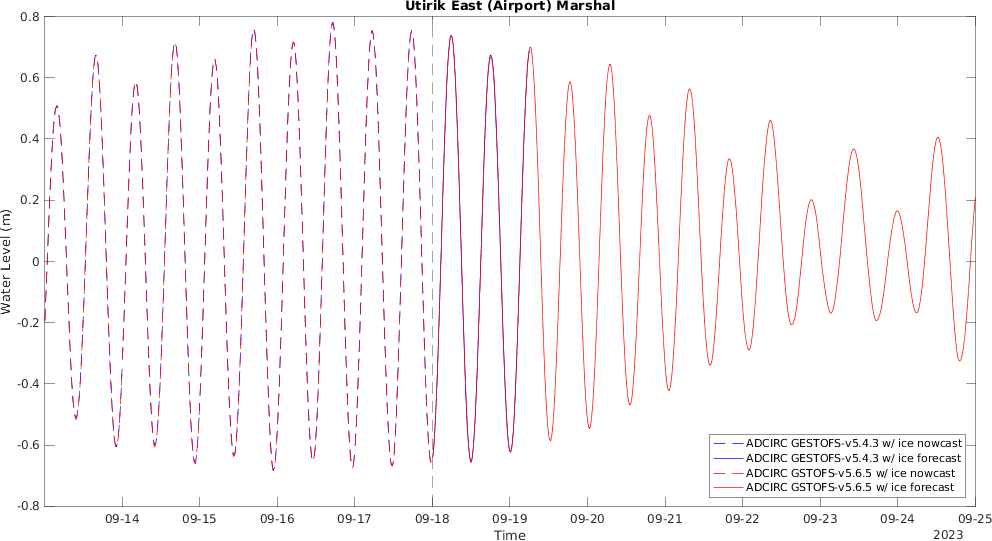 Utirik East (Airport) Marshal
0.8
0.6
0.4
0.2
0
-0.2
-0.4
-0.6
-0.8
Water Level (m)
ADCIRC GESTOFS-v5.4.3 w/ ice nowcast
ADCIRC GESTOFS-v5.4.3 w/ ice forecast
ADCIRC GSTOFS-v5.6.5 w/ ice nowcast
ADCIRC GSTOFS-v5.6.5 w/ ice forecast
09-14 09-15 09-16 09-17 09-18 09-19 09-20 09-21 09-22 09-23 09-24 09-25
Time
2023